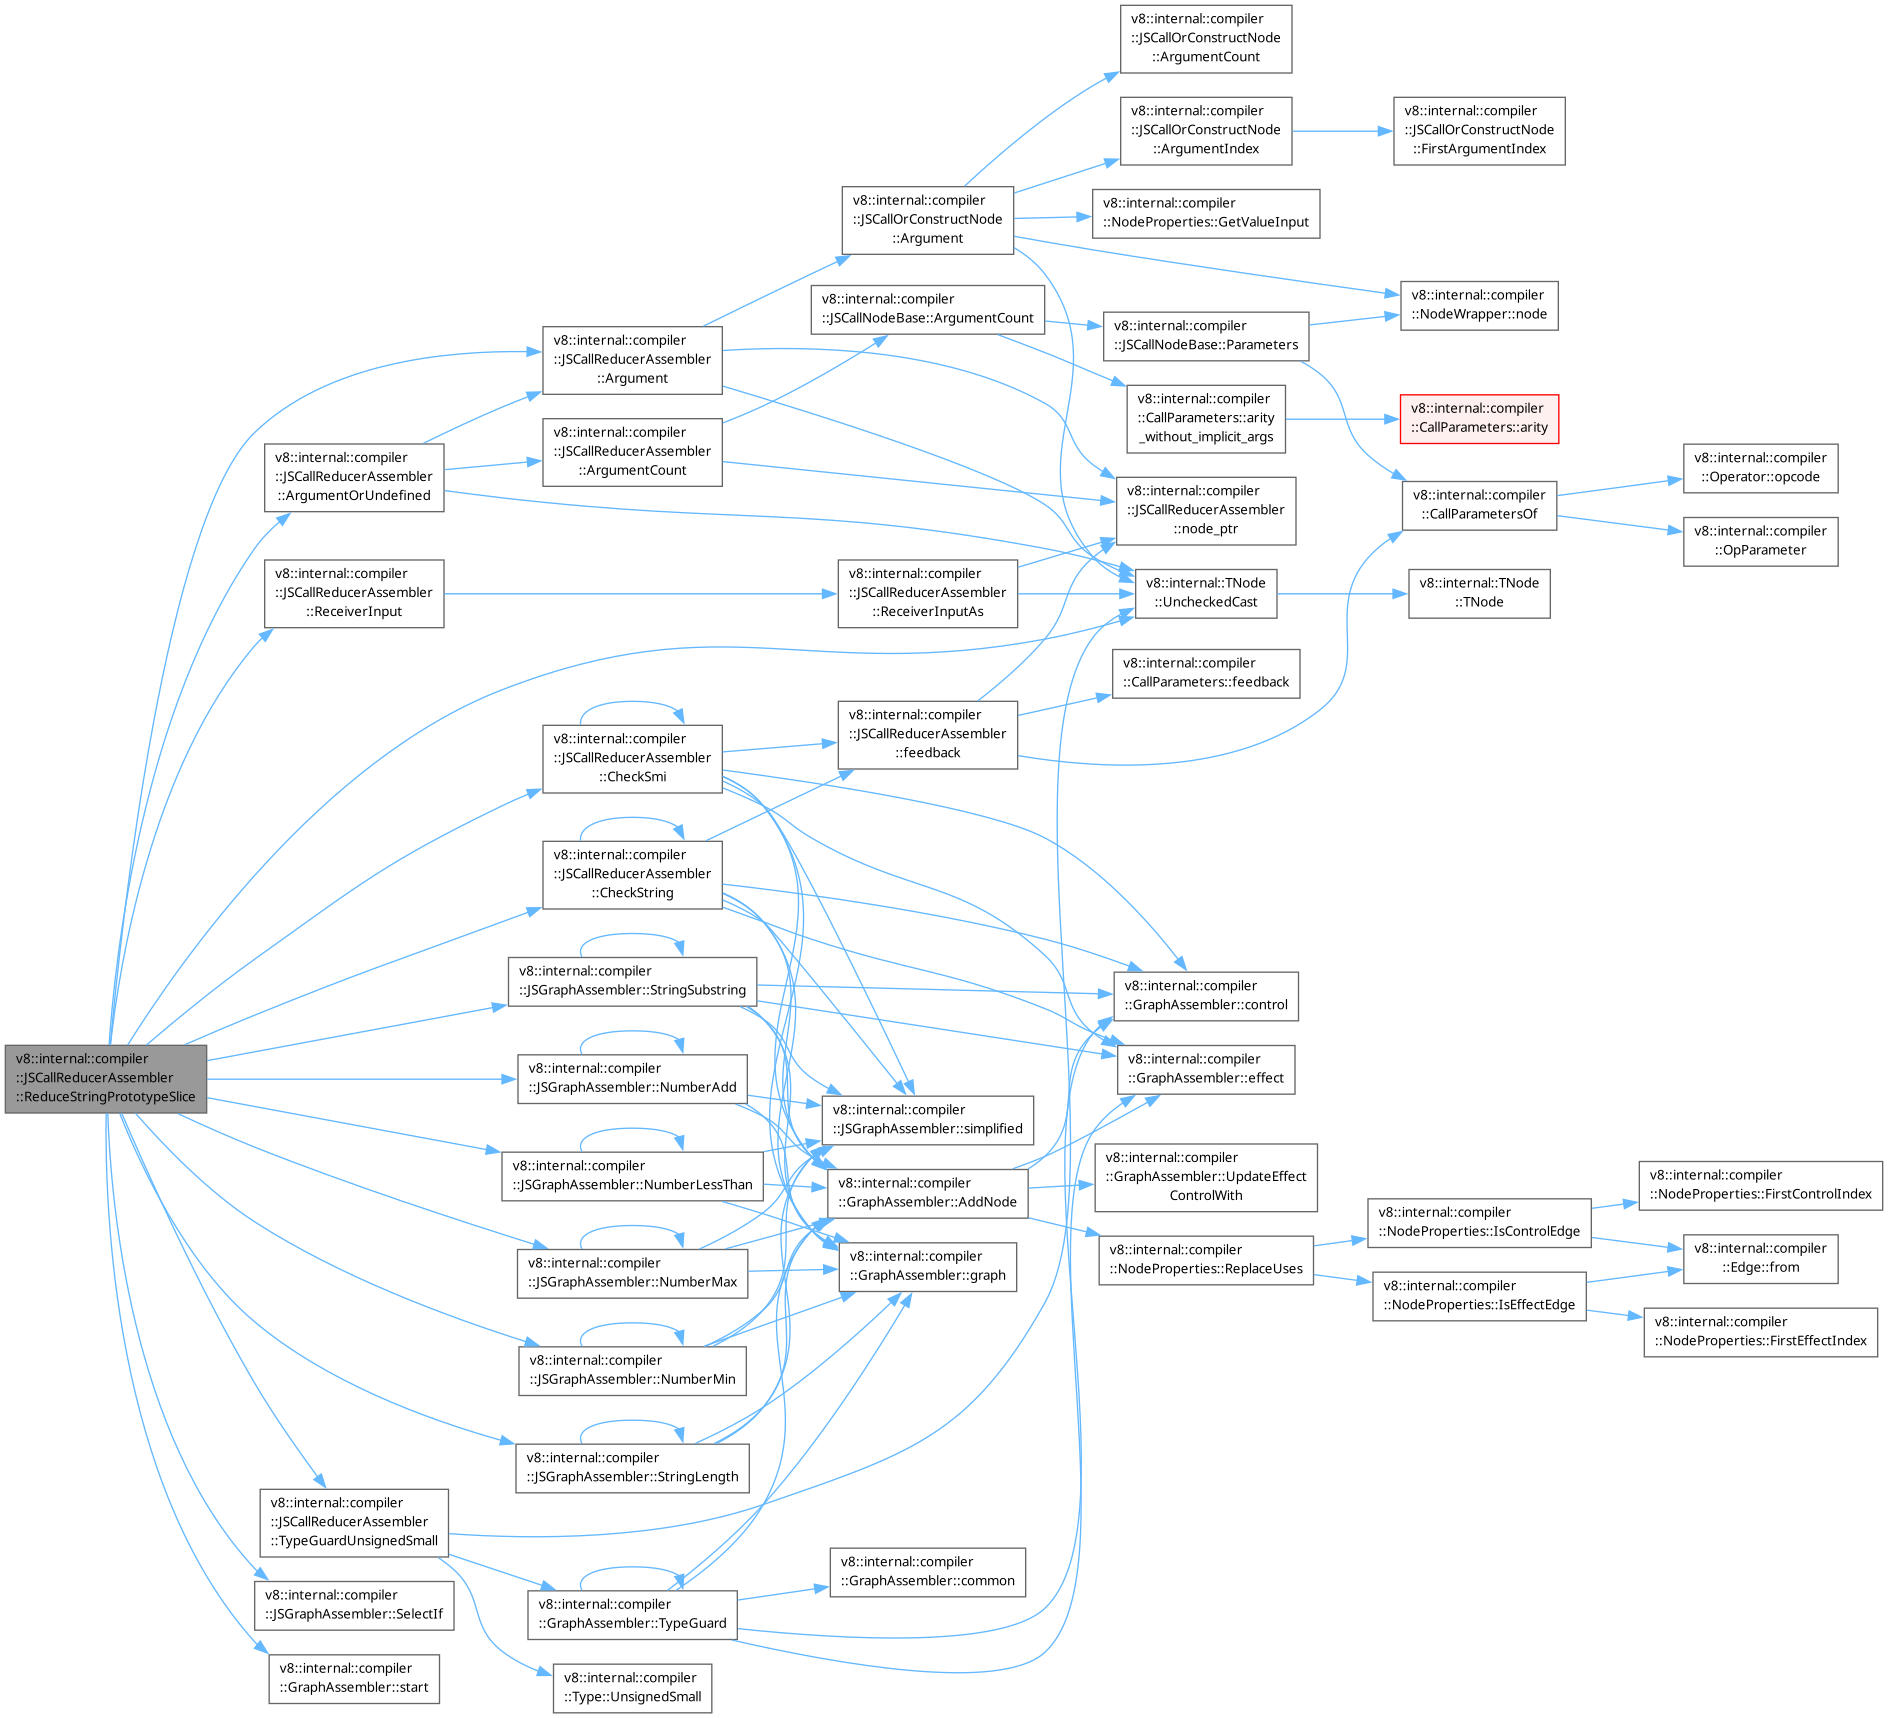 v8::internal::compiler
::JSCallReducerAssembler
::ReduceStringPrototypeSlice
v8::internal::compiler
::JSCallReducerAssembler
::ArgumentOrUndefined
v8::internal::compiler
::JSCallReducerAssembler
::ReceiverInput
v8::internal::compiler
::JSCallReducerAssembler
::TypeGuardUnsignedSmall
v8::internal::compiler
::JSGraphAssembler::SelectIf
v8::internal::compiler
::GraphAssembler::start
v8::internal::compiler
::JSCallReducerAssembler
::Argument
v8::internal::compiler
::JSCallReducerAssembler
::ArgumentCount
v8::internal::compiler
::JSCallReducerAssembler
::CheckSmi
v8::internal::compiler
::JSCallReducerAssembler
::CheckString
v8::internal::compiler
::JSGraphAssembler::StringSubstring
v8::internal::compiler
::JSGraphAssembler::NumberAdd
v8::internal::compiler
::JSGraphAssembler::NumberLessThan
v8::internal::compiler
::JSGraphAssembler::NumberMax
v8::internal::compiler
::JSGraphAssembler::NumberMin
v8::internal::compiler
::JSGraphAssembler::StringLength
v8::internal::compiler
::GraphAssembler::TypeGuard
v8::internal::compiler
::Type::UnsignedSmall
v8::internal::compiler
::JSCallOrConstructNode
::Argument
v8::internal::compiler
::JSCallNodeBase::ArgumentCount
v8::internal::compiler
::JSCallReducerAssembler
::ReceiverInputAs
v8::internal::compiler
::JSCallReducerAssembler
::feedback
v8::internal::compiler
::JSGraphAssembler::simplified
v8::internal::compiler
::GraphAssembler::AddNode
v8::internal::compiler
::GraphAssembler::graph
v8::internal::compiler
::GraphAssembler::common
v8::internal::compiler
::JSCallOrConstructNode
::ArgumentCount
v8::internal::compiler
::JSCallOrConstructNode
::ArgumentIndex
v8::internal::compiler
::NodeProperties::GetValueInput
v8::internal::compiler
::JSCallNodeBase::Parameters
v8::internal::compiler
::CallParameters::arity
_without_implicit_args
v8::internal::compiler
::JSCallReducerAssembler
::node_ptr
v8::internal::TNode
::UncheckedCast
v8::internal::compiler
::CallParameters::feedback
v8::internal::compiler
::GraphAssembler::control
v8::internal::compiler
::GraphAssembler::effect
v8::internal::compiler
::GraphAssembler::UpdateEffect
ControlWith
v8::internal::compiler
::NodeProperties::ReplaceUses
v8::internal::compiler
::JSCallOrConstructNode
::FirstArgumentIndex
v8::internal::compiler
::NodeWrapper::node
v8::internal::compiler
::CallParameters::arity
v8::internal::compiler
::CallParametersOf
v8::internal::TNode
::TNode
v8::internal::compiler
::NodeProperties::IsControlEdge
v8::internal::compiler
::NodeProperties::IsEffectEdge
v8::internal::compiler
::Operator::opcode
v8::internal::compiler
::OpParameter
v8::internal::compiler
::NodeProperties::FirstControlIndex
v8::internal::compiler
::Edge::from
v8::internal::compiler
::NodeProperties::FirstEffectIndex